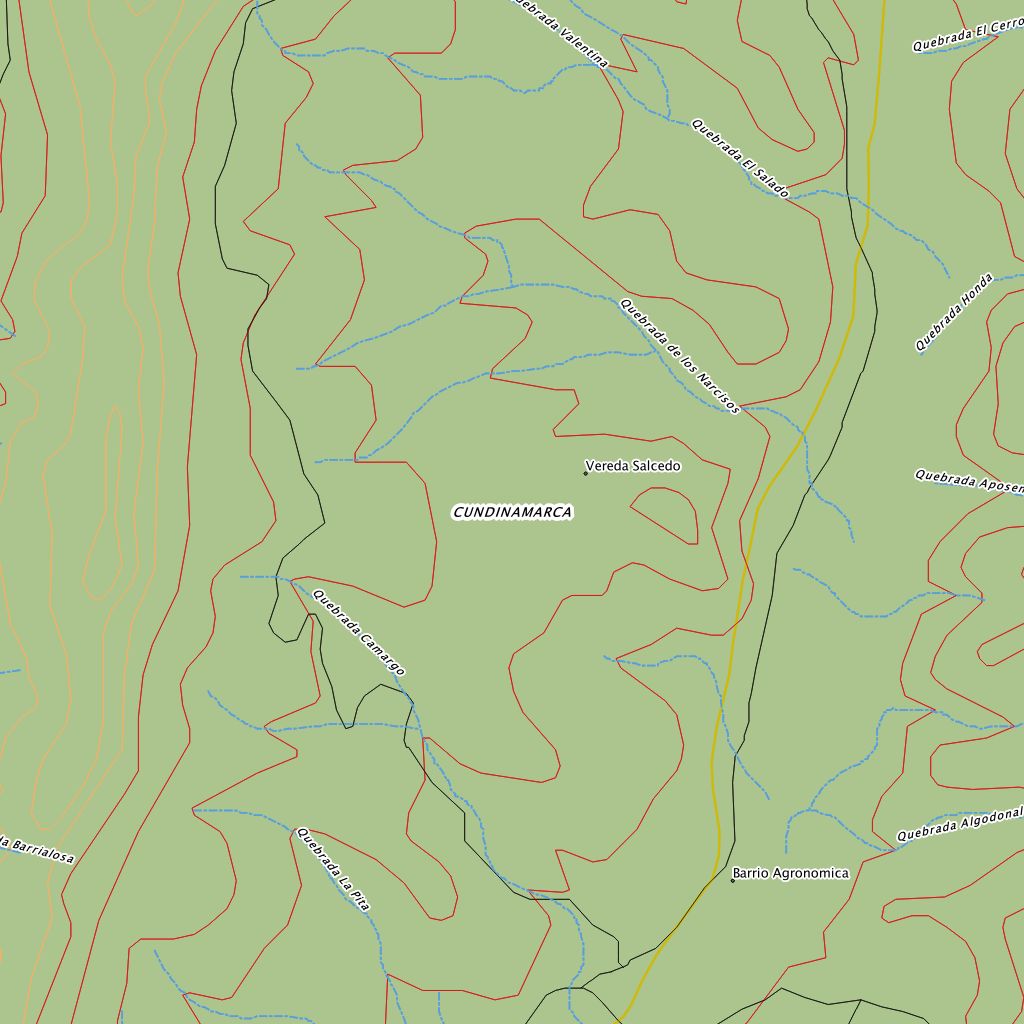 Quebrada Valentina
Quebrada El Cerro
Quebrada El Salado
Quebrada Honda
Quebrada de los Narcisos
Vereda Salcedo
Quebrada Aposen
CUNDINAMARCA
Quebrada Camargo
Quebrada Algodonal
da Barrialosa
Quebrada La Pita
Barrio Agronomica